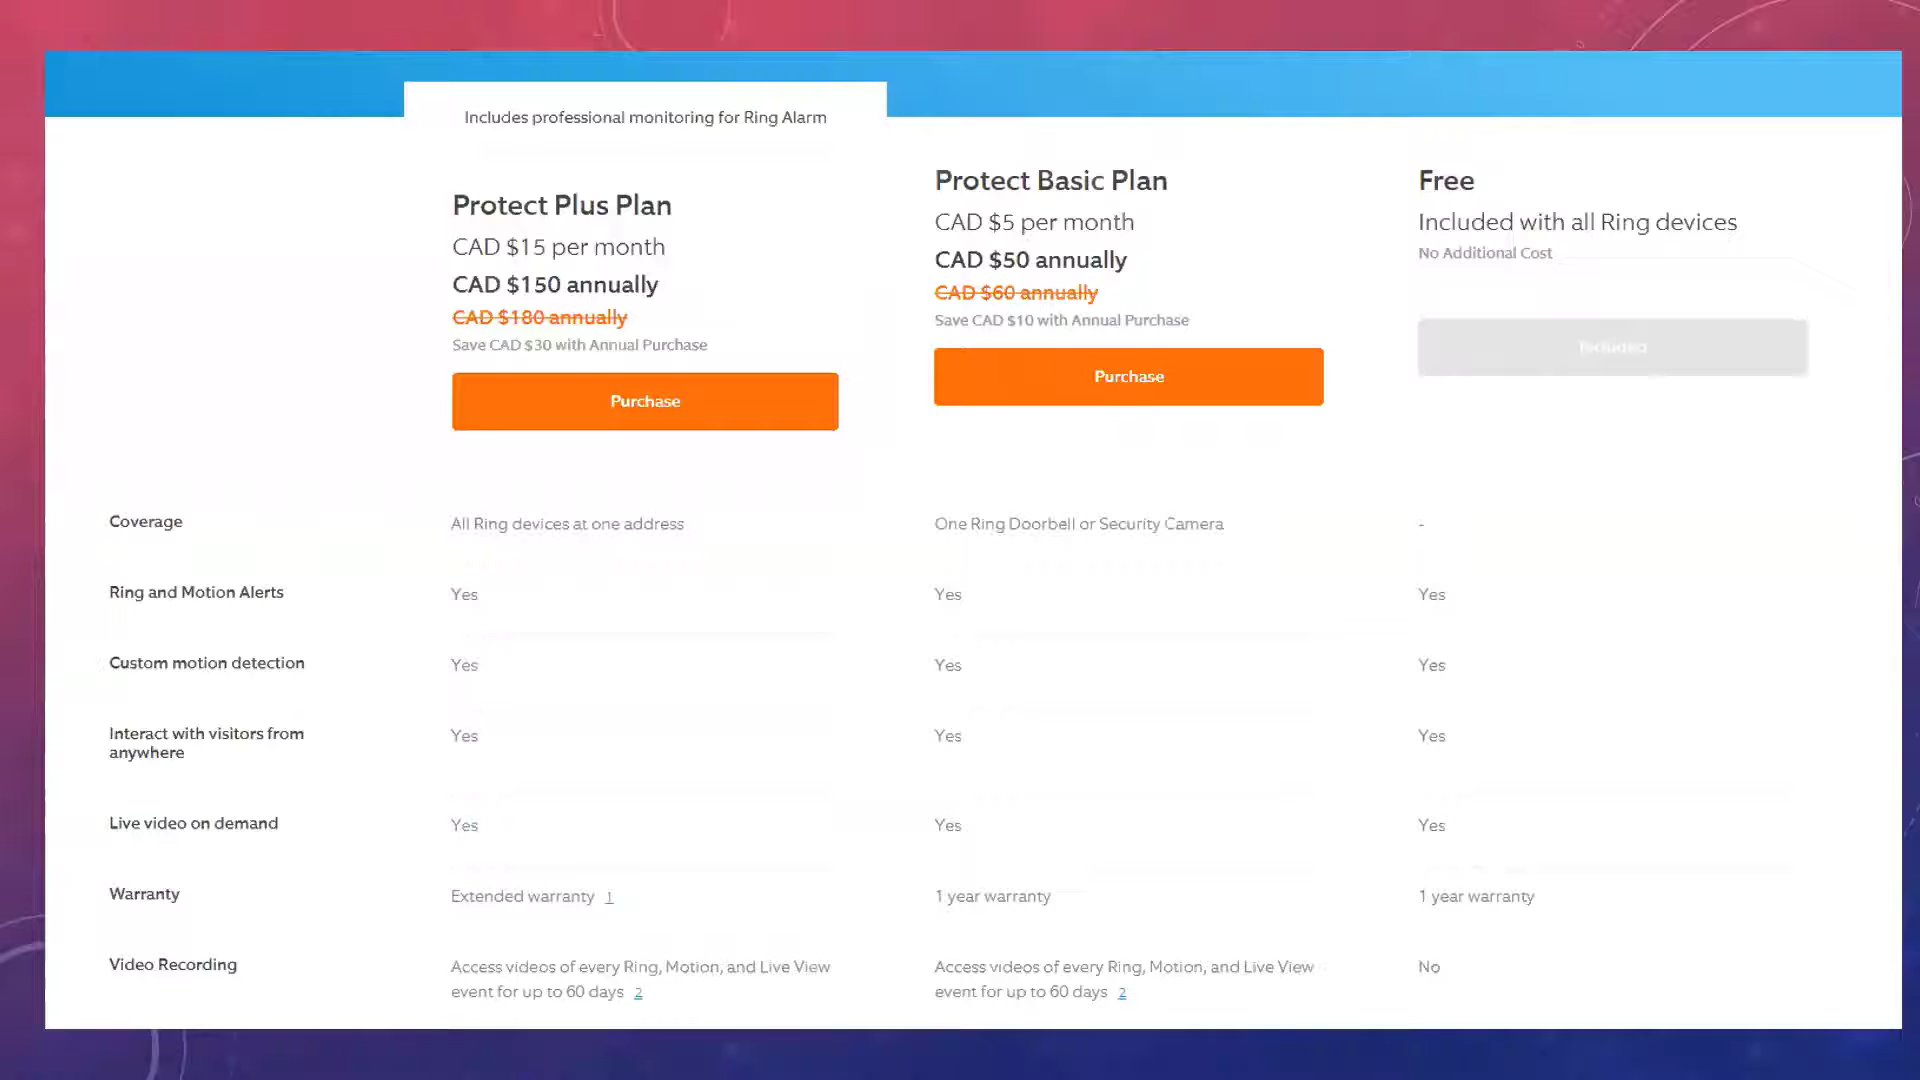 Includes professional monitoring for Ring Alarm
Protect Plus Plan
CAD $15 per month
CAD $150 annually
CAD $180 annually
Save CAD $30 with Annual Purchase
Purchase
Protect Basic Plan
CAD $5 per month
CAD $50 annually
CAD $60 annually
Save CAD $10 with Annual Purchase
Purchase
Free
Included with all Ring devices
No Additional Cost
Included
Coverage
All Ring devices at one address
One Ring Doorbell or Security Camera
-
Ring and Motion Alerts
Yes
Yes
Yes
Custom motion detection
Yes
Yes
Yes
Interact with visitors from
anywhere
Yes
Yes
Yes
Live video on demand
Yes
Yes
Yes
Warranty
Extended warranty 1
1 year warranty
1 year warranty
Video Recording
Access videos of every Ring, Motion, and Live View
event for up to 60 days 2
Access videos of every Ring, Motion, and Live View
event for up to 60 days 2
No